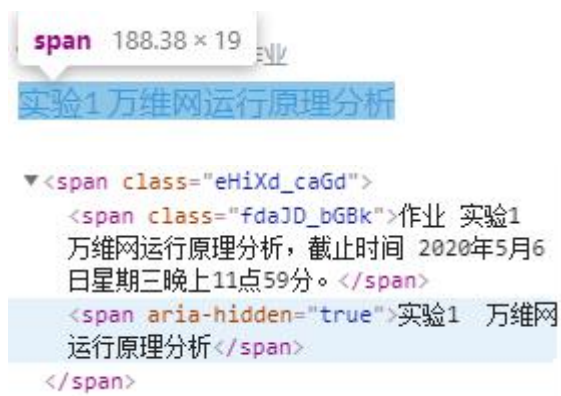 span 188.38 × 19
作业
实验1 万维网运行原理分析
▼<span class="eHiXd_caGd">
<span class="fdaJD_bGBk">作业 实验1
万维网运行原理分析，截止时间 2020年5月6
日星期三晚上11点59分。</span>
<span aria-hidden="true">实验1  万维网
运行原理分析</span>
</span>